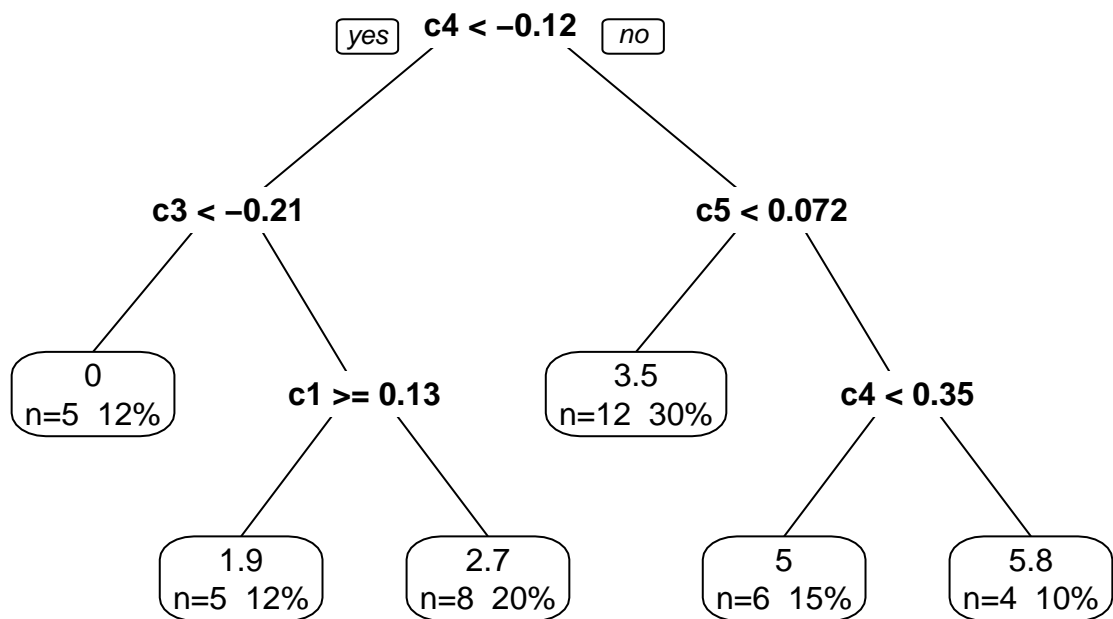 yes
c4 < −0.12
no
c3 < −0.21
c5 < 0.072
0
n=5 12%
c1 >= 0.13
3.5
n=12 30%
c4 < 0.35
1.9
n=5 12%
2.7
n=8 20%
5
n=6 15%
5.8
n=4 10%